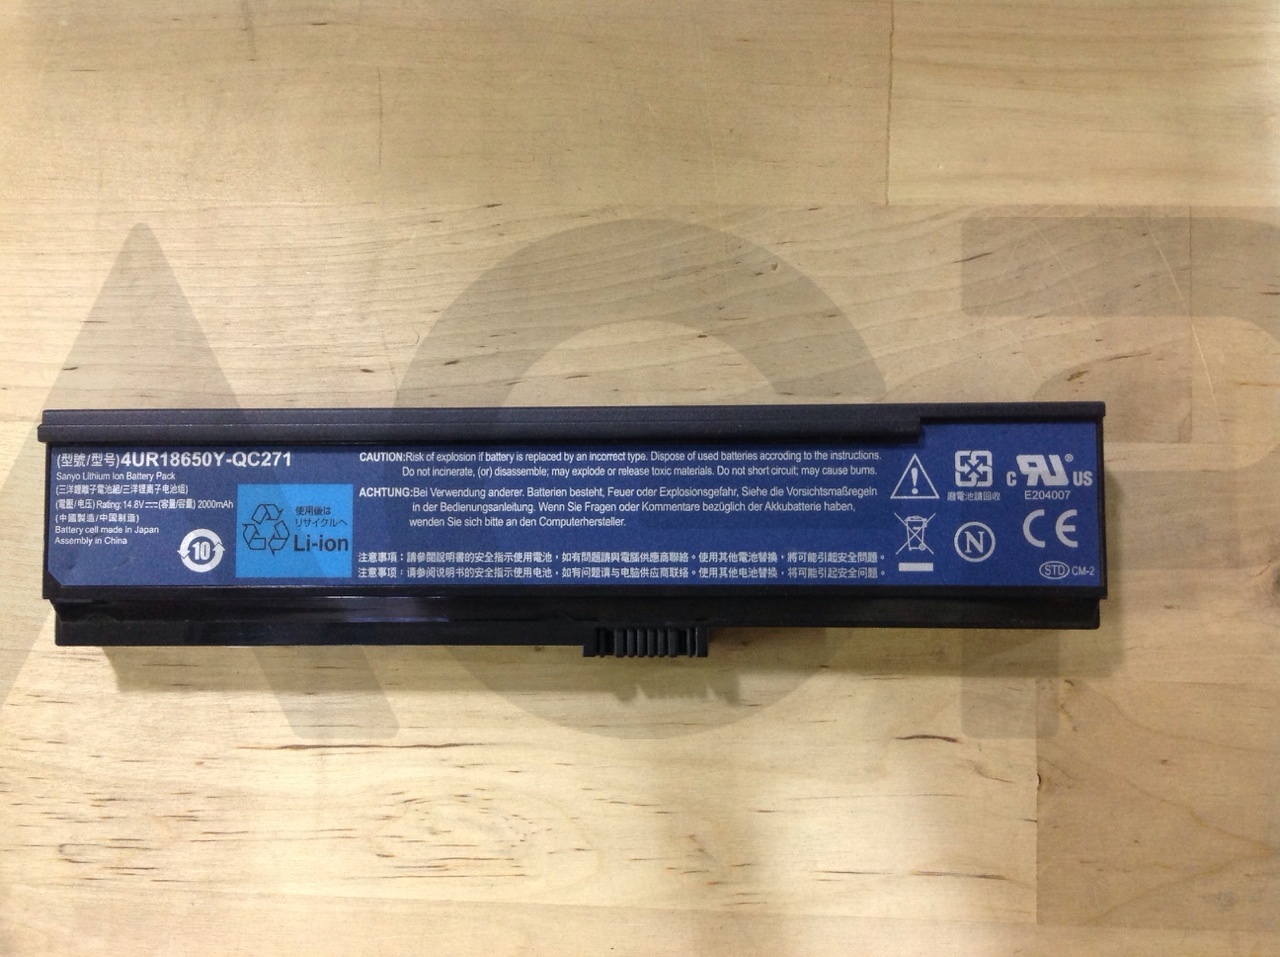 (型號/型号)4UR18650Y-QC271
Sanyo Lithium Ion Battery Pack
(三洋鋰離子電池組/三洋锂离子电池组)
(電壓/电压) Rating: 14.8V⎓(容量/容量) 2000mAh
(中國製造/中国制造)
Battery cell made in Japan
Assembly in China
10
使用後は
リサイクルへ
Li-ion
CAUTION:Risk of explosion if battery is replaced by an incorrect type. Dispose of used batteries according to the instructions.
Do not incinerate, (or) disassemble; may explode or release toxic materials. Do not short circuit; may cause burns.
ACHTUNG:Bei Verwendung anderer. Batterien besteht, Feuer oder Explosionsgefahr, Siehe die Vorsichtsmaßregeln
in der Bedienungsanleitung. Wenn Sie Fragen oder Kommentare bezüglich der Akkubatterie haben,
wenden Sie sich bitte an den Computerhersteller.
注意事項：請參閱說明書的安全指示使用電池，如有問題請與電腦供應商聯絡。使用其他電池替換，將可能引起安全問題。
注意事项：请参阅说明书的安全指示使用电池，如有问题请与电脑供应商联络。使用其他电池替换，将可能引起安全问题。
廢電池請回收
c RU® US
E204007
N
CE
STD CM-2
ACP